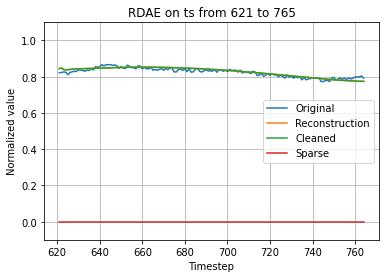 RDAE on ts from 621 to 765
Normalized value
1.0
0.8
0.6
0.4
0.2
0.0
Original
Reconstruction
Cleaned
Sparse
620 640 660 680 700 720 740 760
Timestep